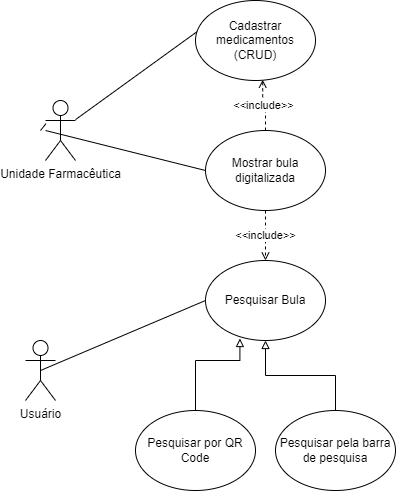 Cadastrar
medicamentos
(CRUD)
<<include>>
Mostrar bula
digitalizada
Unidade Farmacêutica
<<include>>
Pesquisar Bula
Usuário
Pesquisar por QR
Code
Pesquisar pela barra
de pesquisa